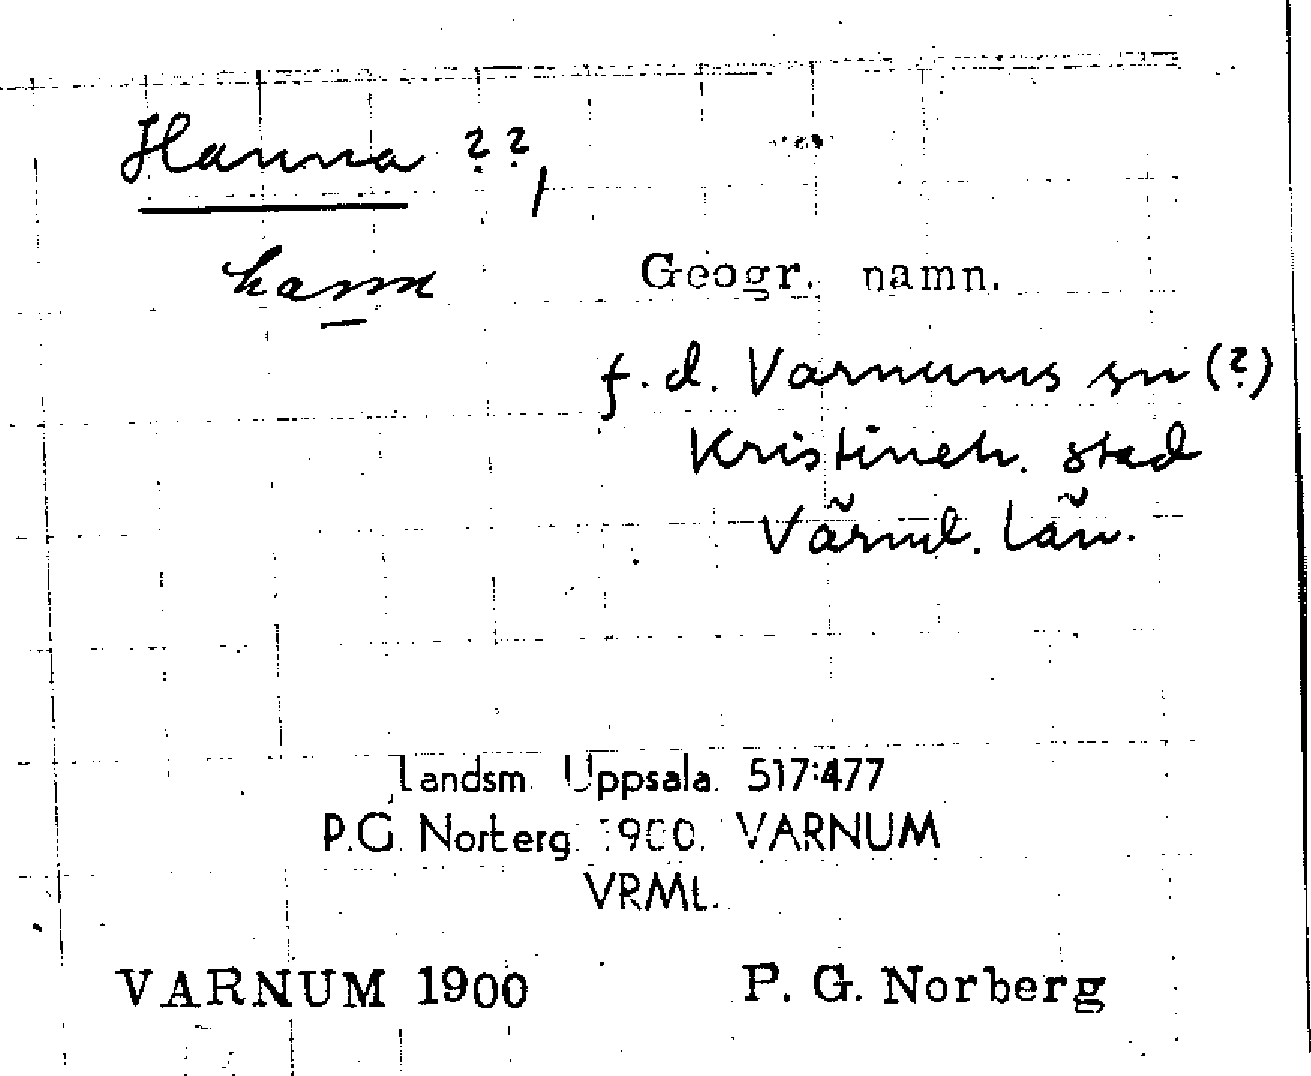 Hanna ??,
hann
Geogr. namn.
f. d. Varnums sn (?)
Kristineh. stad
Värml. län.
Landsm. Uppsala. 517:477
P.G. Norberg. 1900. VARNUM
VRML.
VARNUM 1900 P. G. Norberg